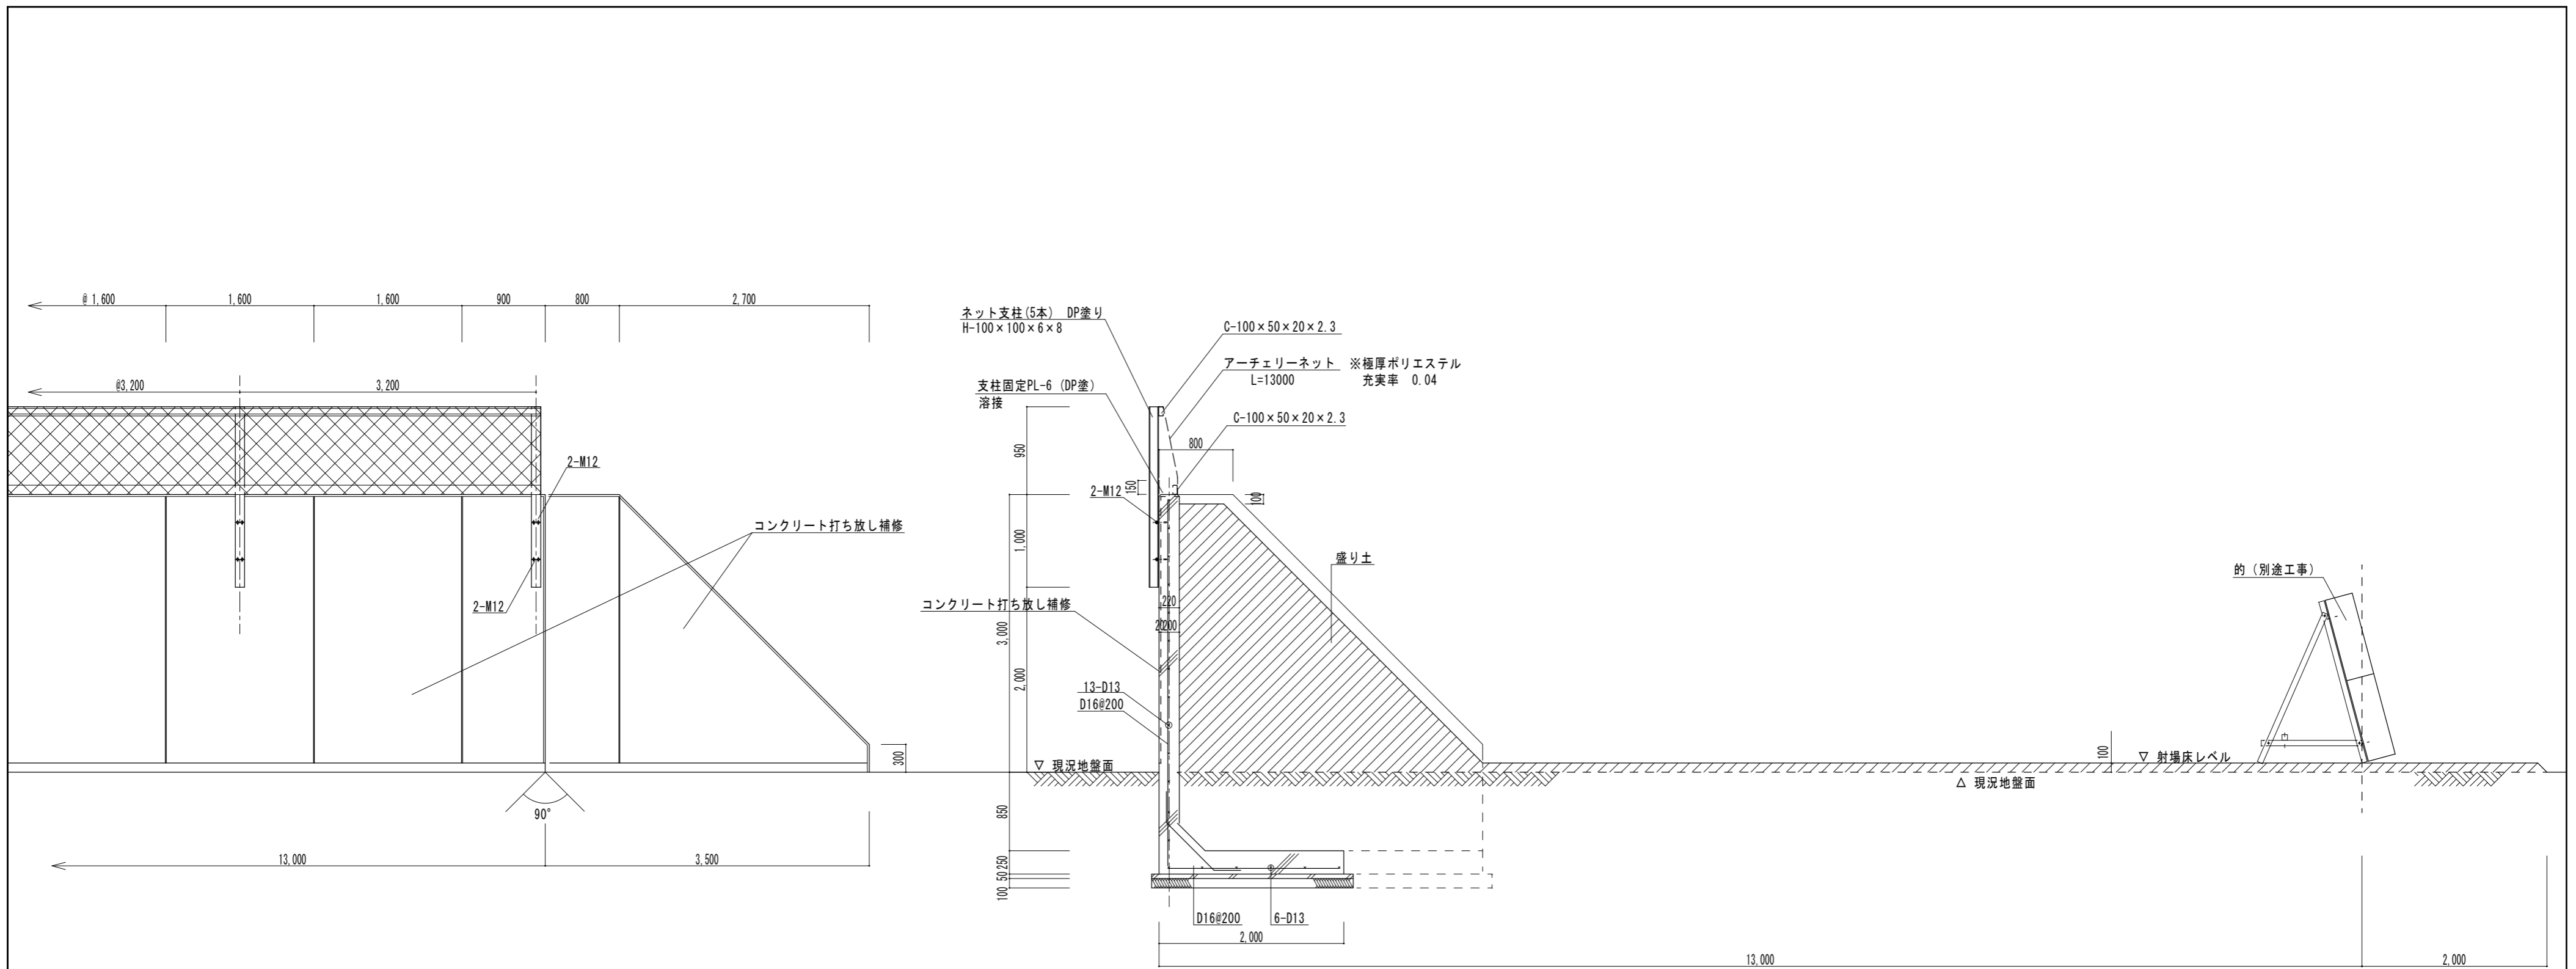 @ 1,600
1,600
1,600
900
800
2,700
@3,200
3,200
2-M12
2-M12
コンクリート打ち放し補修
300
90°
13,000
3,500
ネット支柱(5本) DP塗り
H-100×100×6×8
C-100×50×20×2.3
アーチェリーネット ※極厚ポリエステル
L=13000 充実率 0.04
支柱固定PL-6 (DP塗)
溶接
C-100×50×20×2.3
800
950
150
2-M12
100
1,000
盛り土
コンクリート打ち放し補修
220
20
200
3,000
2,000
13-D13
D16@200
▽ 現況地盤面
850
250
50
100
D16@200
6-D13
2,000
的（別途工事）
100
▽ 射場床レベル
△ 現況地盤面
13,000
2,000